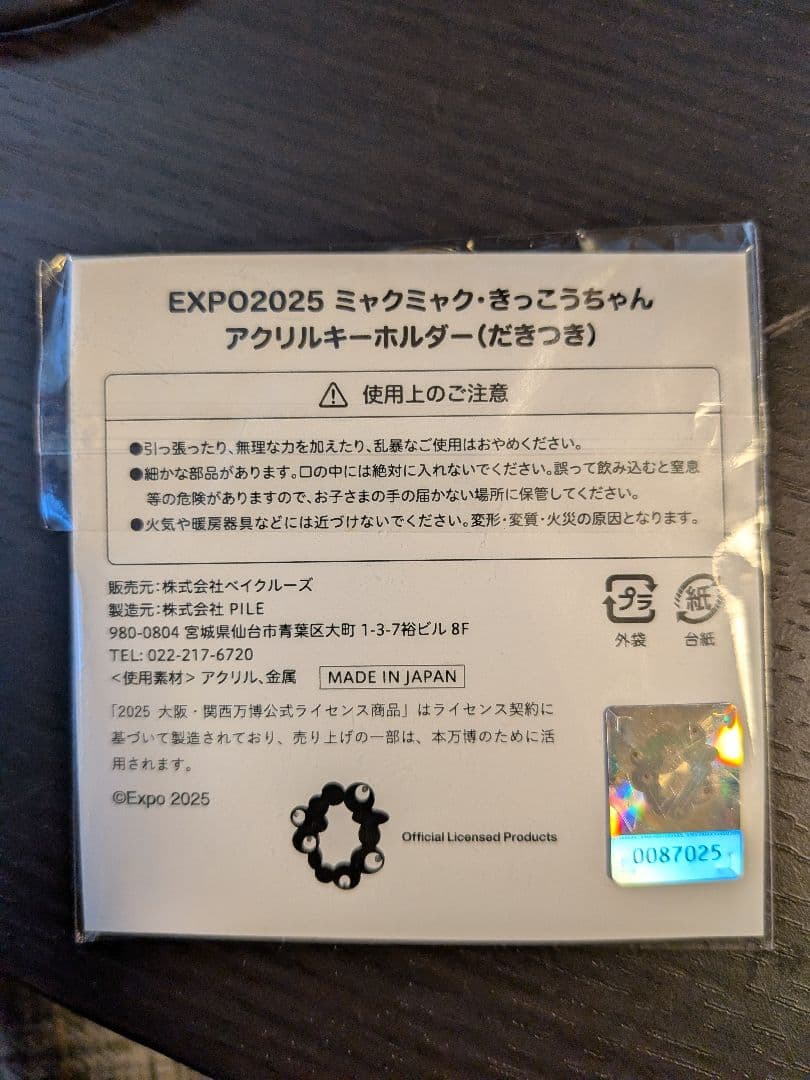 EXPO2025 ミャクミャク・きっこうちゃん
アクリルキーホルダー(だきつき)
使用上のご注意
●引っ張ったり、無理な力を加えたり、乱暴なご使用はおやめください。
●細かな部品があります。口の中には絶対に入れないでください。誤って飲み込むと窒息
等の危険がありますので、お子さまの手の届かない場所に保管してください。
●火気や暖房器具などには近づけないでください。変形・変質・火災の原因となります。
販売元:株式会社ベイクルーズ
製造元:株式会社 PILE
980-0804 宮城県仙台市青葉区大町 1-3-7裕ビル 8F
TEL: 022-217-6720
<使用素材> アクリル、金属
MADE IN JAPAN
プラ
外袋
紙
台紙
「2025 大阪・関西万博公式ライセンス商品」はライセンス契約に
基づいて製造されており、売り上げの一部は、本万博のために活
用されます。
©Expo 2025
Official Licensed Products
0087025